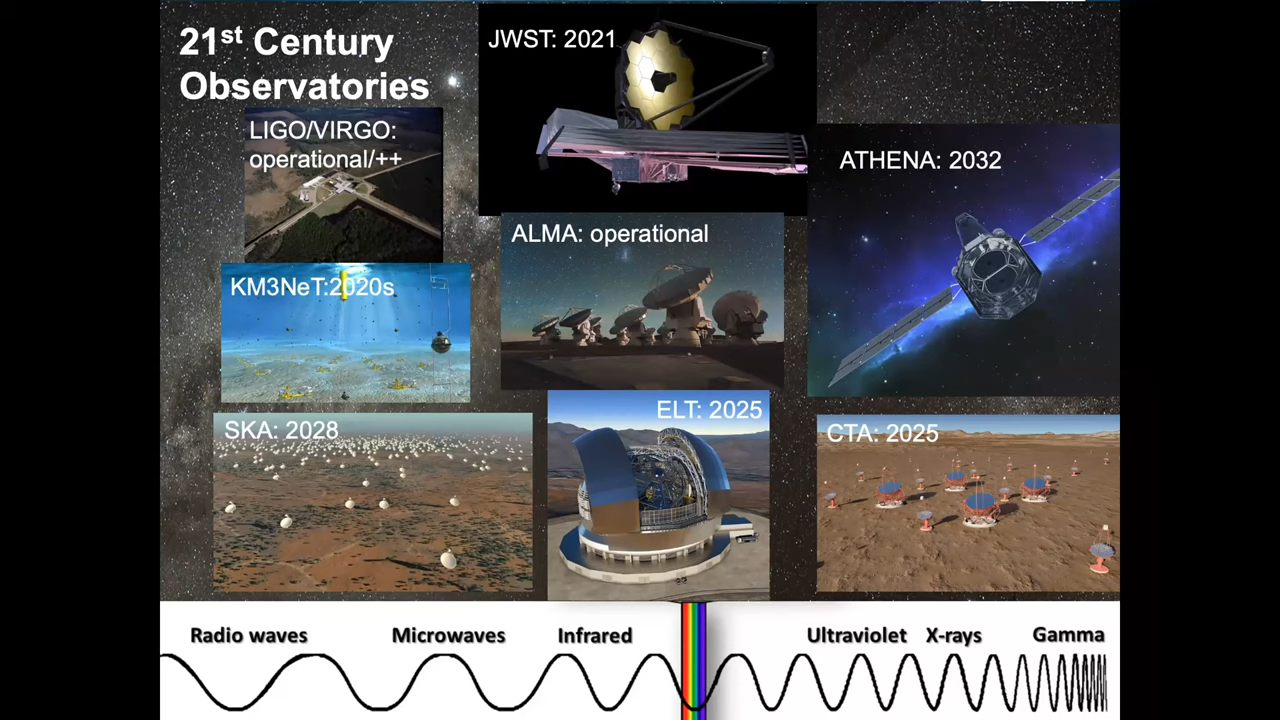 21st Century
Observatories
JWST: 2021
LIGO/VIRGO:
operational/++
ATHENA: 2032
ALMA: operational
KM3NeT:2020s
SKA: 2028
ELT: 2025
CTA: 2025
Radio waves
Microwaves
Infrared
Ultraviolet
X-rays
Gamma